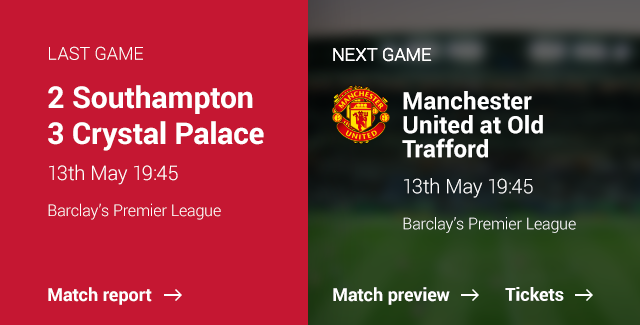 LAST GAME
2 Southampton
3 Crystal Palace
13th May 19:45
Barclay's Premier League
Match report →
NEXT GAME
MANCHESTER
UNITED
Manchester
United at Old
Trafford
13th May 19:45
Barclay's Premier League
Match preview →
Tickets →